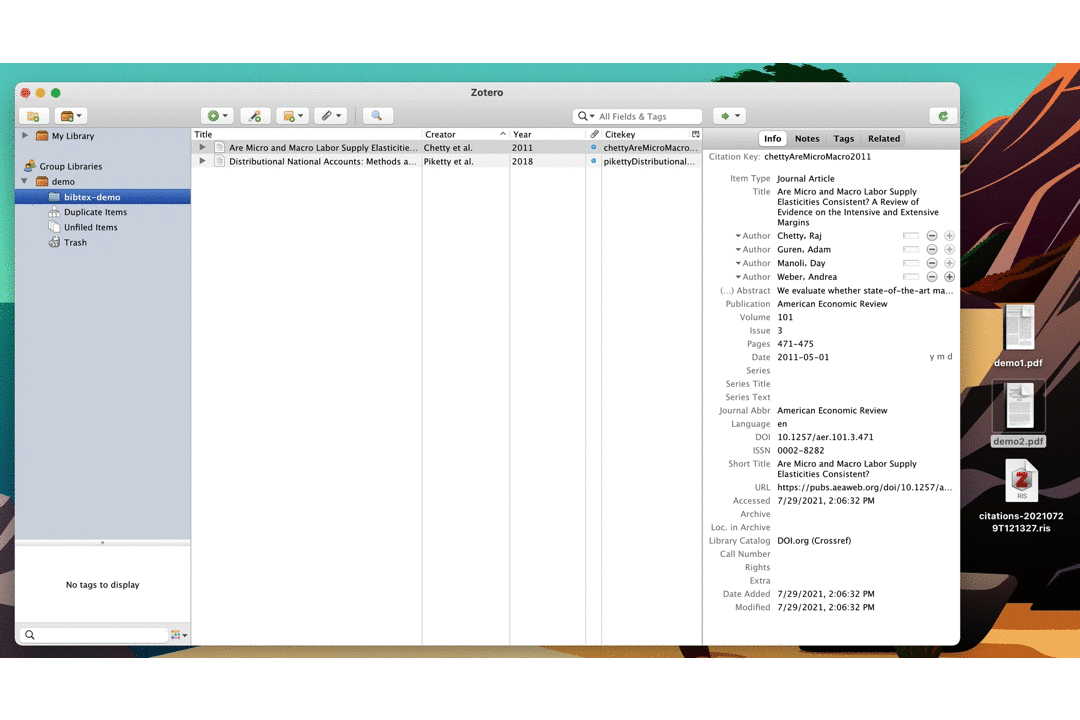 Zotero
All Fields & Tags
My Library
Group Libraries
demo
bibtex-demo
Duplicate Items
Unfiled Items
Trash
No tags to display
Title Creator Year Citekey
Are Micro and Macro Labor Supply Elasticitie... Chetty et al. 2011 chettyAreMicroMacro...
Distributional National Accounts: Methods a... Piketty et al. 2018 pikettyDistributional...
Info Notes Tags Related
Citation Key: chettyAreMicroMacro2011
Item Type Journal Article
Title Are Micro and Macro Labor Supply
Elasticities Consistent? A Review of
Evidence on the Intensive and Extensive
Margins
Author Chetty, Raj
Author Guren, Adam
Author Manoli, Day
Author Weber, Andrea
(...) Abstract We evaluate whether state-of-the-art ma...
Publication American Economic Review
Volume 101
Issue 3
Pages 471-475
Date 2011-05-01 y m d
Series
Series Title
Series Text
Journal Abbr American Economic Review
Language en
DOI 10.1257/aer.101.3.471
ISSN 0002-8282
Short Title Are Micro and Macro Labor Supply
Elasticities Consistent?
URL https://pubs.aeaweb.org/doi/10.1257/a...
Accessed 7/29/2021, 2:06:32 PM
Archive
Loc. in Archive
Library Catalog DOI.org (Crossref)
Call Number
Rights
Extra
Date Added 7/29/2021, 2:06:32 PM
Modified 7/29/2021, 2:06:32 PM
demo1.pdf
demo2.pdf
Z
RIS
citations-2021072
9T121327.ris